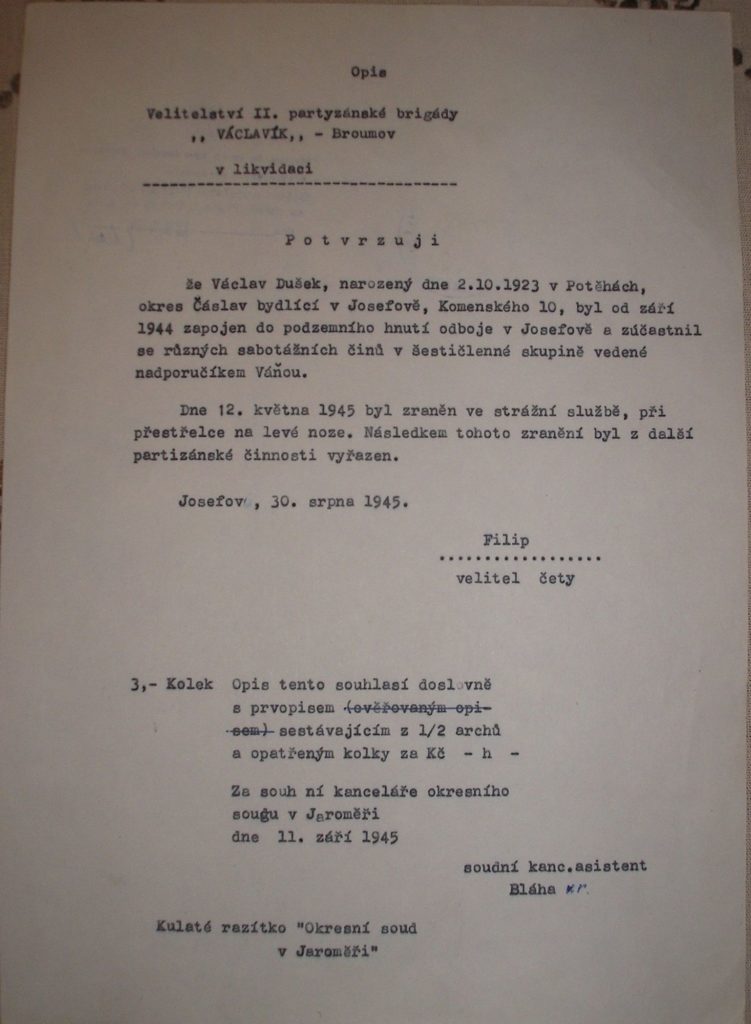 Opis
Velitelství II. partyzánské brigády
,, VÁCLAVÍK,, - Broumov
v likvidaci
P o t v r z u j i
že Václav Dušek, narozený dne 2.10.1923 v Potěhách,
okres Čáslav bydlící v Josefově, Komenského 10, byl od září
1944 zapojen do podzemního hnutí odboje v Josefově a zúčastnil
se různých sabotážních činů v šestičlenné skupině vedené
nadporučíkem Váňou.
Dne 12. května 1945 byl zraněn ve strážní službě, při
přestřelce na levé noze. Následkem tohoto zranění byl z další
partizánské činnosti vyřazen.
Josefov , 30. srpna 1945.
Filip
..................
velitel čety
3,- Kolek Opis tento souhlasí doslovně
s prvopisem (ověřovaným opi-
sem) sestávajícím z 1/2 archů
a opatřeným kolky za Kč - h -
Za souh ní kanceláře okresního
sougu v Jaroměři
dne 11. září 1945
soudní kanc.asistent
Bláha
Kulaté razítko "Okresní soud
v Jaroměři"